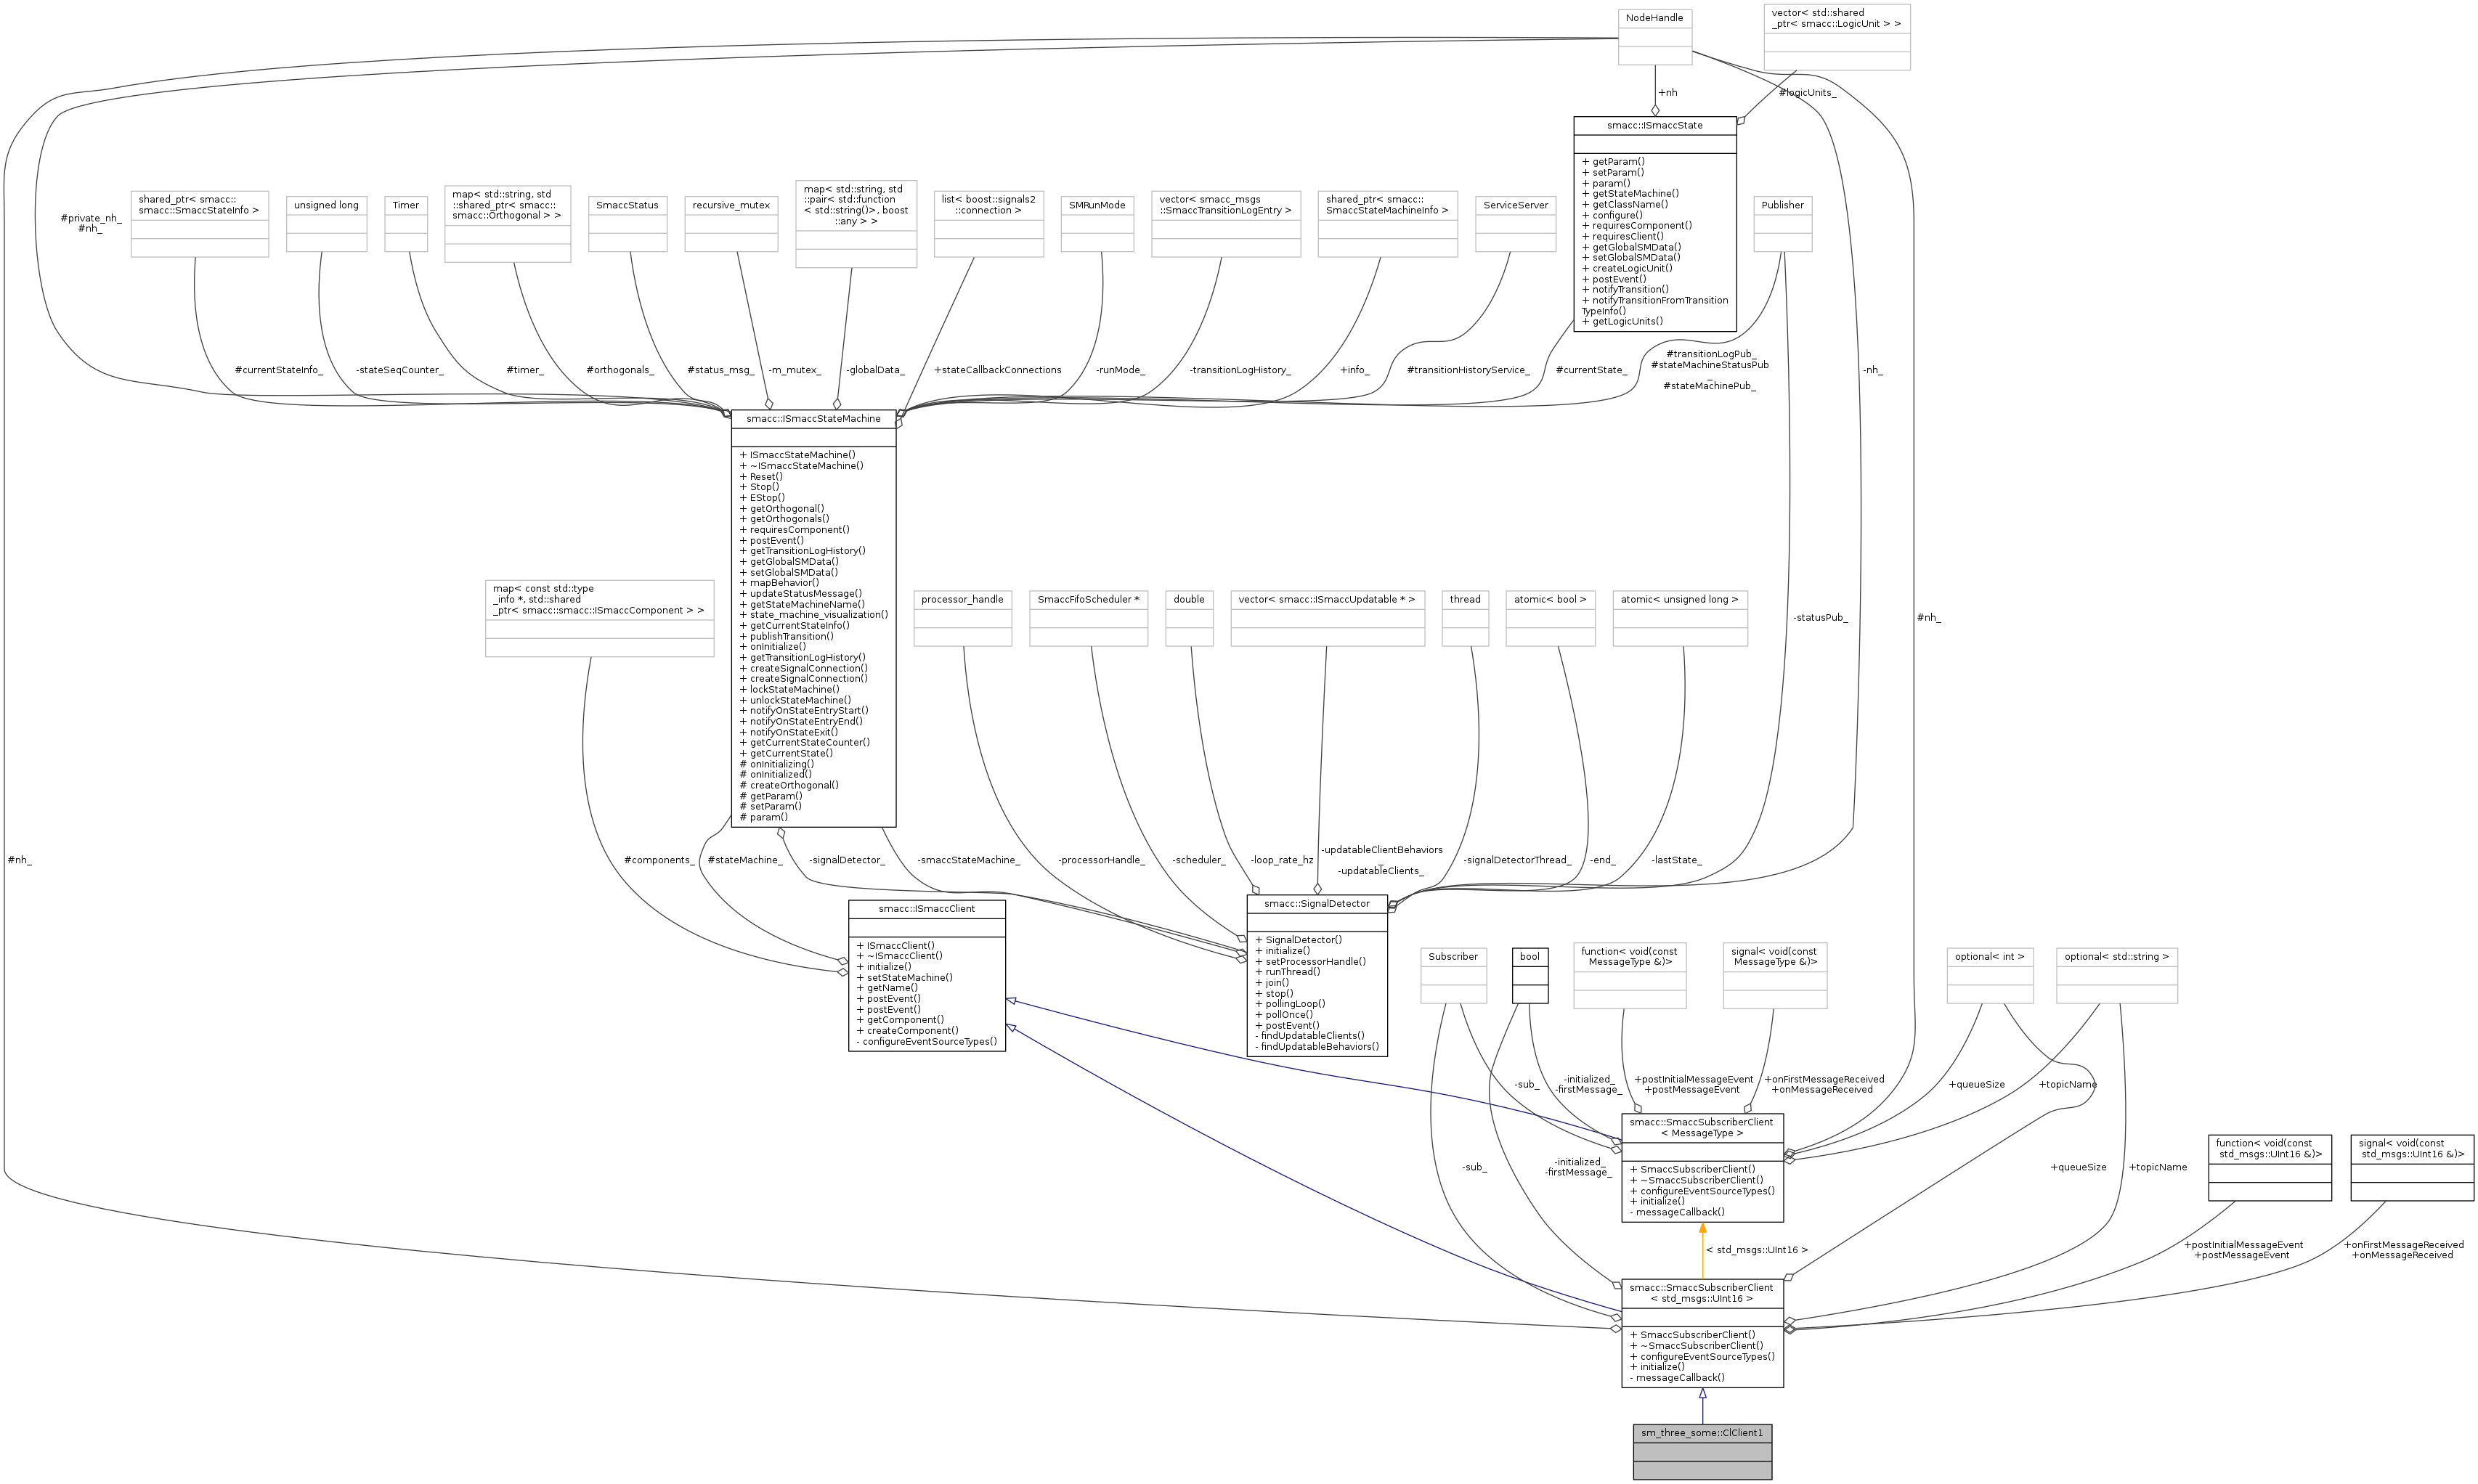 NodeHandle
vector< std::shared
_ptr< smacc::LogicUnit > >
+nh
#logicUnits_
smacc::ISmaccState
+ getParam()
+ setParam()
+ param()
+ getStateMachine()
+ getClassName()
+ configure()
+ requiresComponent()
+ requiresClient()
+ getGlobalSMData()
+ setGlobalSMData()
+ createLogicUnit()
+ postEvent()
+ notifyTransition()
+ notifyTransitionFromTransition
TypeInfo()
+ getLogicUnits()
#private_nh_
#nh_
shared_ptr< smacc::
smacc::SmaccStateInfo >
unsigned long
Timer
map< std::string, std
::shared_ptr< smacc::
smacc::Orthogonal > >
SmaccStatus
recursive_mutex
map< std::string, std
::pair< std::function
< std::string()>, boost
::any > >
list< boost::signals2
::connection >
SMRunMode
vector< smacc_msgs
::SmaccTransitionLogEntry >
shared_ptr< smacc::
SmaccStateMachineInfo >
ServiceServer
Publisher
#currentStateInfo_
-stateSeqCounter_
#timer_
#orthogonals_
#status_msg_
-m_mutex_
-globalData_
+stateCallbackConnections
-runMode_
-transitionLogHistory_
+info_
#transitionHistoryService_
#currentState_
#transitionLogPub_
#stateMachineStatusPub
_
#stateMachinePub_
-nh_
smacc::ISmaccStateMachine
+ ISmaccStateMachine()
+ ~ISmaccStateMachine()
+ Reset()
+ Stop()
+ EStop()
+ getOrthogonal()
+ getOrthogonals()
+ requiresComponent()
+ postEvent()
+ getTransitionLogHistory()
+ getGlobalSMData()
+ setGlobalSMData()
+ mapBehavior()
+ updateStatusMessage()
+ getStateMachineName()
+ state_machine_visualization()
+ getCurrentStateInfo()
+ publishTransition()
+ onInitialize()
+ getTransitionLogHistory()
+ createSignalConnection()
+ createSignalConnection()
+ lockStateMachine()
+ unlockStateMachine()
+ notifyOnStateEntryStart()
+ notifyOnStateEntryEnd()
+ notifyOnStateExit()
+ getCurrentStateCounter()
+ getCurrentState()
# onInitializing()
# onInitialized()
# createOrthogonal()
# getParam()
# setParam()
# param()
map< const std::type
_info *, std::shared
_ptr< smacc::smacc::ISmaccComponent > >
processor_handle
SmaccFifoScheduler *
double
vector< smacc::ISmaccUpdatable * >
thread
atomic< bool >
atomic< unsigned long >
-statusPub_
#nh_
#nh_
#components_
#stateMachine_
-signalDetector_
-smaccStateMachine_
-processorHandle_
-scheduler_
-loop_rate_hz
-updatableClientBehaviors
_
-updatableClients_
-signalDetectorThread_
-end_
-lastState_
smacc::ISmaccClient
+ ISmaccClient()
+ ~ISmaccClient()
+ initialize()
+ setStateMachine()
+ getName()
+ postEvent()
+ postEvent()
+ getComponent()
+ createComponent()
- configureEventSourceTypes()
smacc::SignalDetector
+ SignalDetector()
+ initialize()
+ setProcessorHandle()
+ runThread()
+ join()
+ stop()
+ pollingLoop()
+ pollOnce()
+ postEvent()
- findUpdatableClients()
- findUpdatableBehaviors()
Subscriber
bool
function< void(const
MessageType &)>
signal< void(const
MessageType &)>
optional< int >
optional< std::string >
-sub_
-initialized_
-firstMessage_
+postInitialMessageEvent
+postMessageEvent
+onFirstMessageReceived
+onMessageReceived
+queueSize
+topicName
smacc::SmaccSubscriberClient
< MessageType >
+ SmaccSubscriberClient()
+ ~SmaccSubscriberClient()
+ configureEventSourceTypes()
+ initialize()
- messageCallback()
function< void(const
std_msgs::UInt16 &)>
signal< void(const
std_msgs::UInt16 &)>
-sub_
-initialized_
-firstMessage_
+queueSize
+topicName
< std_msgs::UInt16 >
+postInitialMessageEvent
+postMessageEvent
+onFirstMessageReceived
+onMessageReceived
smacc::SmaccSubscriberClient
< std_msgs::UInt16 >
+ SmaccSubscriberClient()
+ ~SmaccSubscriberClient()
+ configureEventSourceTypes()
+ initialize()
- messageCallback()
sm_three_some::ClClient1